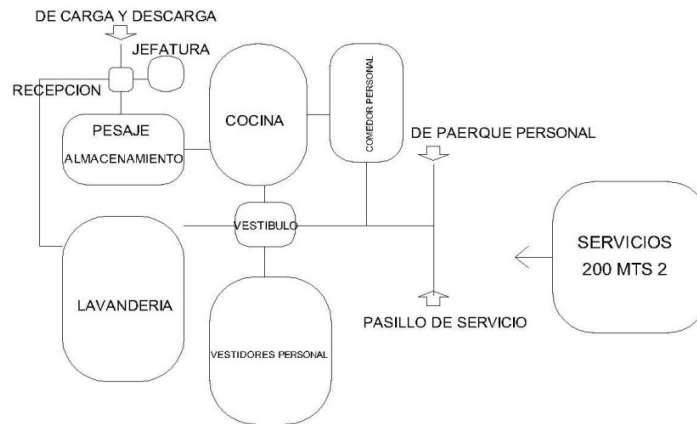 DE CARGA Y DESCARGA
JEFATURA
RECEPCION
PESAJE
ALMACENAMIENTO
COCINA
COMEDOR PERSONAL
DE PAERQUE PERSONAL
VESTIBULO
SERVICIOS
200 MTS 2
LAVANDERIA
PASILLO DE SERVICIO
VESTIDORES PERSONAL